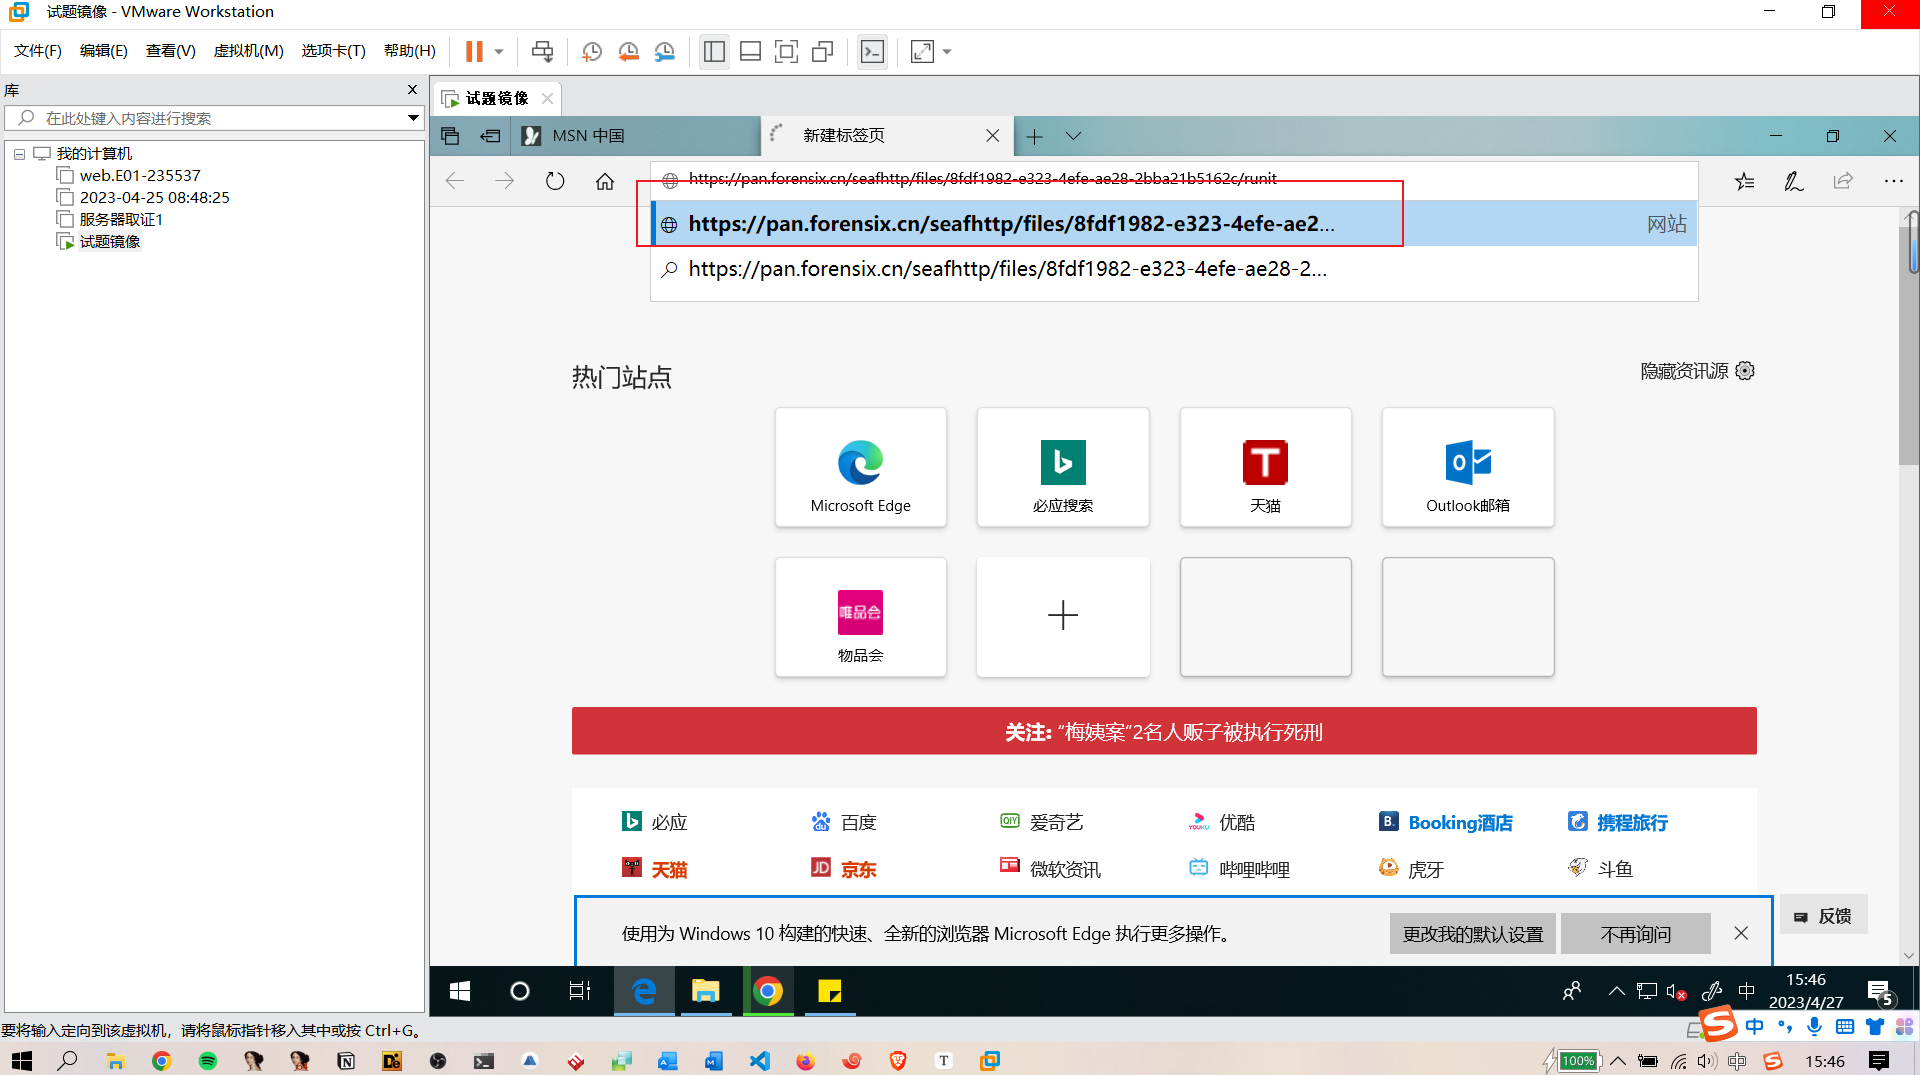 试题镜像 - VMware Workstation
文件(F) 编辑(E) 查看(V) 虚拟机(M) 选项卡(T) 帮助(H)
库
在此处键入内容进行搜索
我的计算机
web.E01-235537
2023-04-25 08:48:25
服务器取证1
试题镜像
试题镜像
MSN 中国
新建标签页
https://pan.forensix.cn/seafhttp/files/8fdf1982-e323-4efe-ae28-2bba21b5162c/runit
https://pan.forensix.cn/seafhttp/files/8fdf1982-e323-4efe-ae2...
网站
https://pan.forensix.cn/seafhttp/files/8fdf1982-e323-4efe-ae28-2...
热门站点
隐藏资讯源
Microsoft Edge
必应搜索
天猫
Outlook邮箱
唯品会
物品会
关注: “梅姨案”2名人贩子被执行死刑
必应
百度
爱奇艺
优酷
Booking酒店
携程旅行
天猫
京东
微软资讯
哔哩哔哩
虎牙
斗鱼
使用为 Windows 10 构建的快速、全新的浏览器 Microsoft Edge 执行更多操作。
更改我的默认设置
不再询问
反馈
中
15:46
2023/4/27
5
要将输入定向到该虚拟机，请将鼠标指针移入其中或按 Ctrl+G。
中
100%
中
15:46